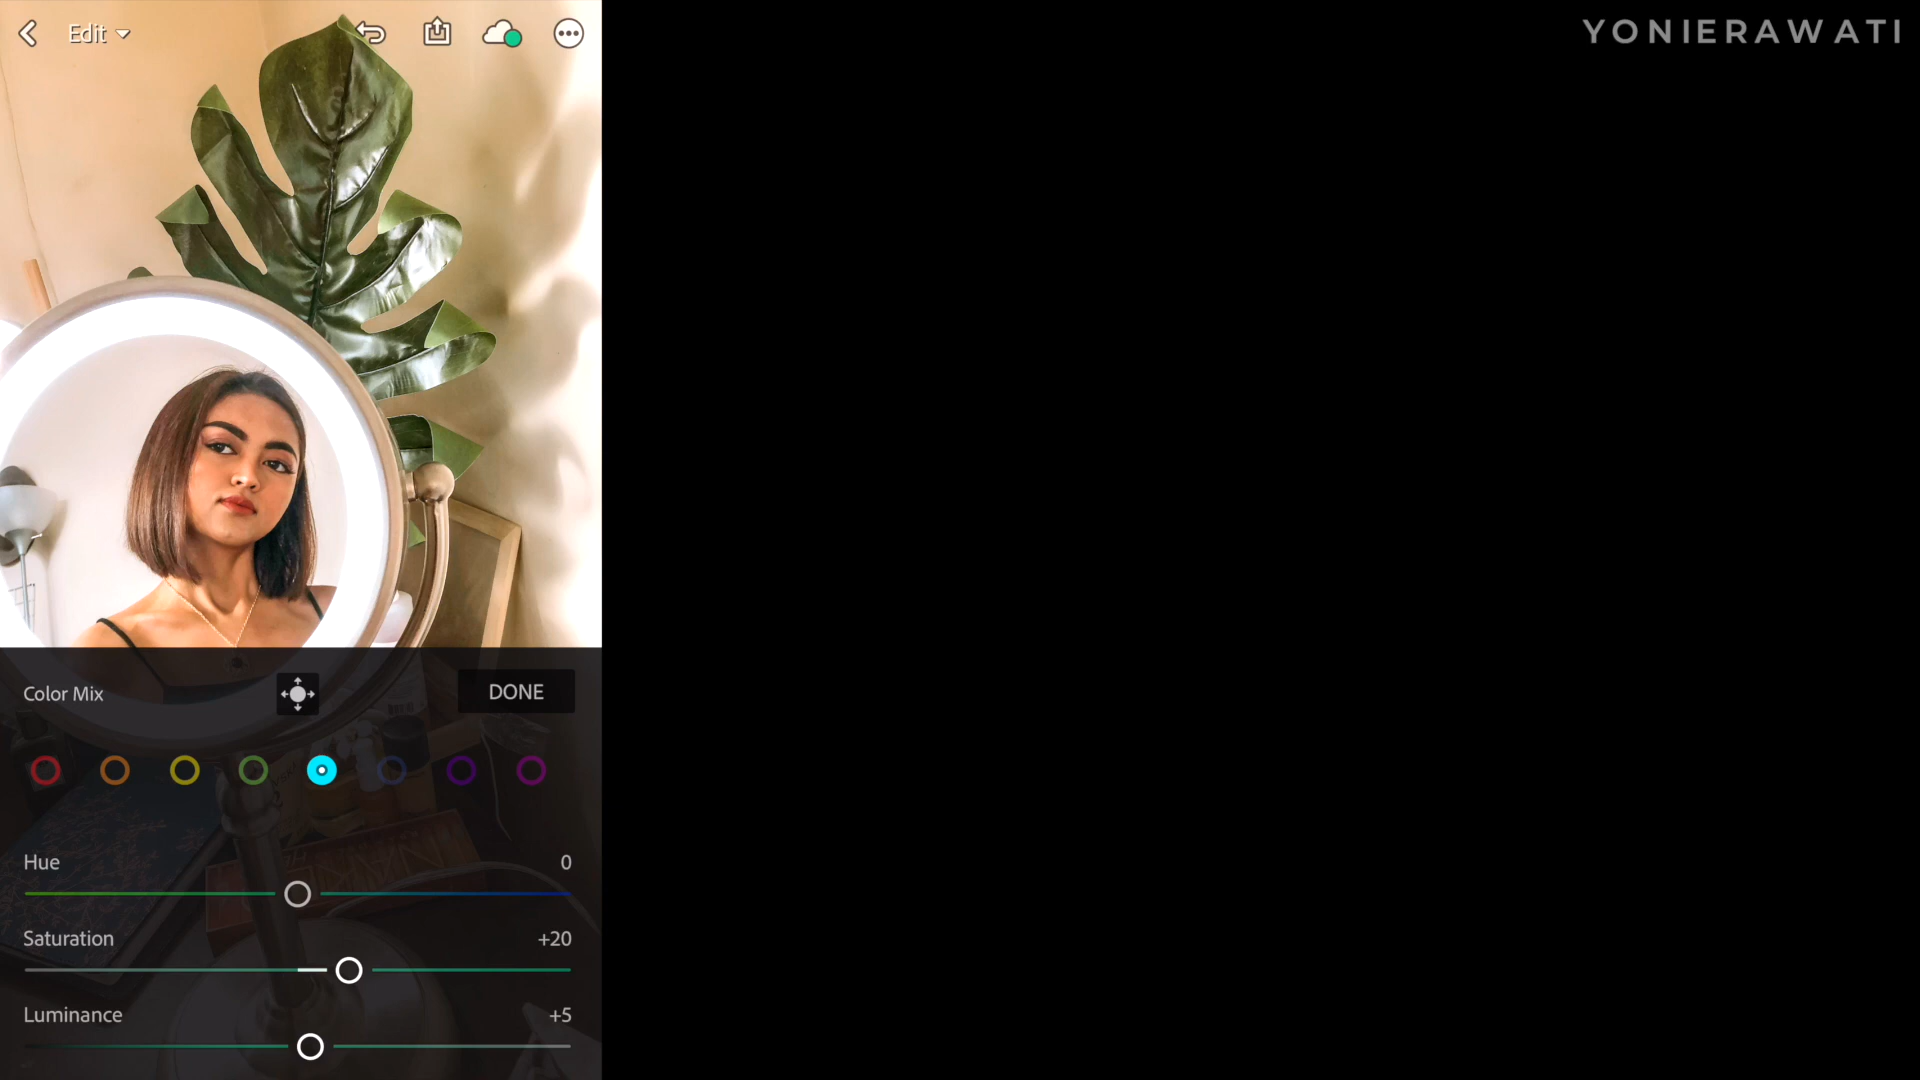 Edit
YONIERAWATI
Color Mix
DONE
Hue
0
Saturation
+20
Luminance
+5